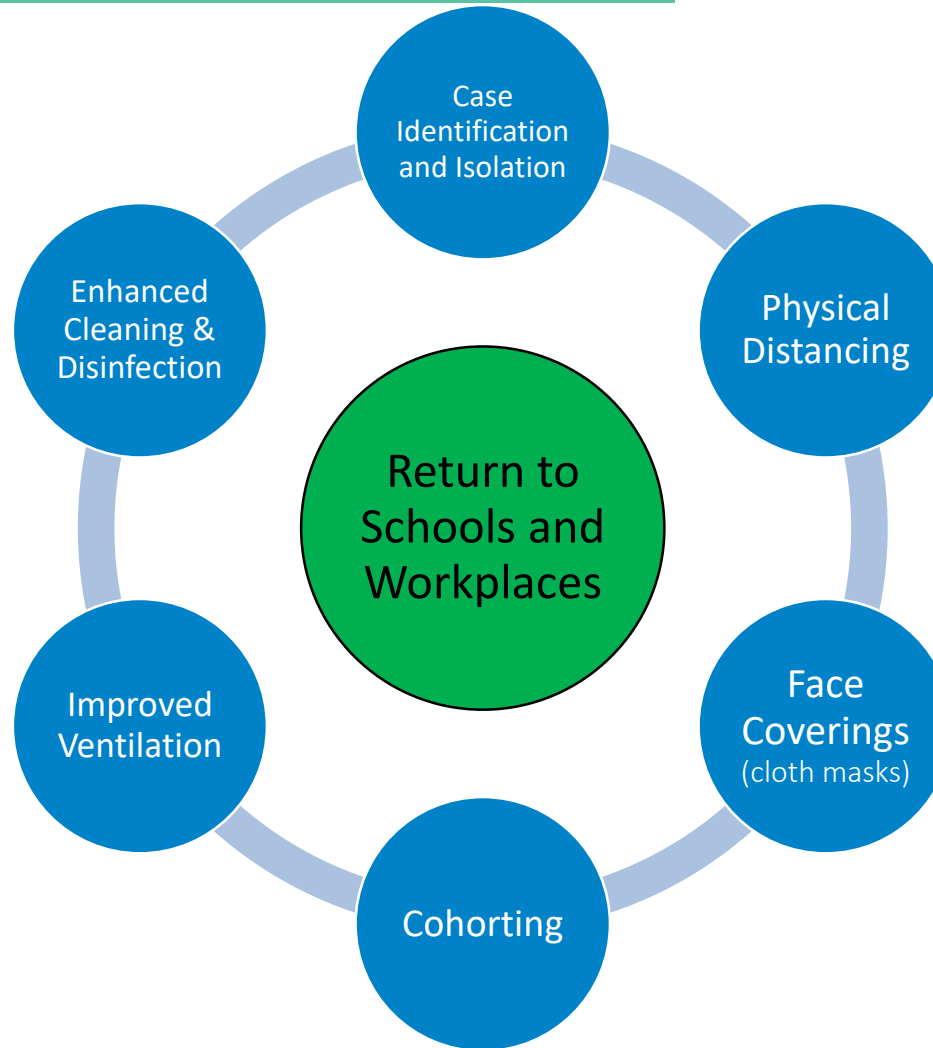 Case
Identification
and Isolation
Physical
Distancing
Face
Coverings
(cloth masks)
Cohorting
Improved
Ventilation
Enhanced
Cleaning &
Disinfection
Return to
Schools and
Workplaces